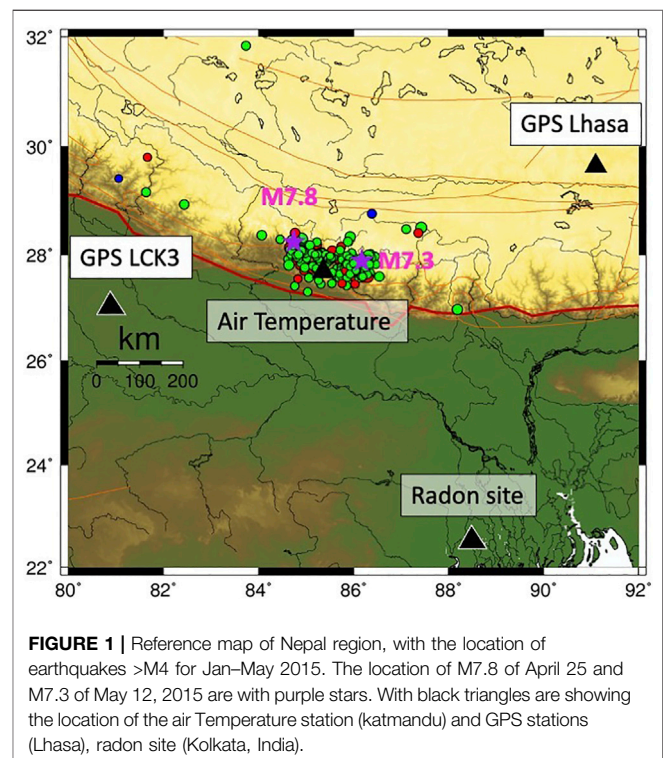 32°
30°
GPS Lhasa
M7.8
28°
GPS LCK3
M7.3
Air Temperature
km
26°
0 100 200
24°
Radon site
22°
80° 82° 84° 86° 88° 90° 92°
FIGURE 1 | Reference map of Nepal region, with the location of
earthquakes >M4 for Jan–May 2015. The location of M7.8 of April 25 and
M7.3 of May 12, 2015 are with purple stars. With black triangles are showing
the location of the air Temperature station (katmandu) and GPS stations
(Lhasa), radon site (Kolkata, India).